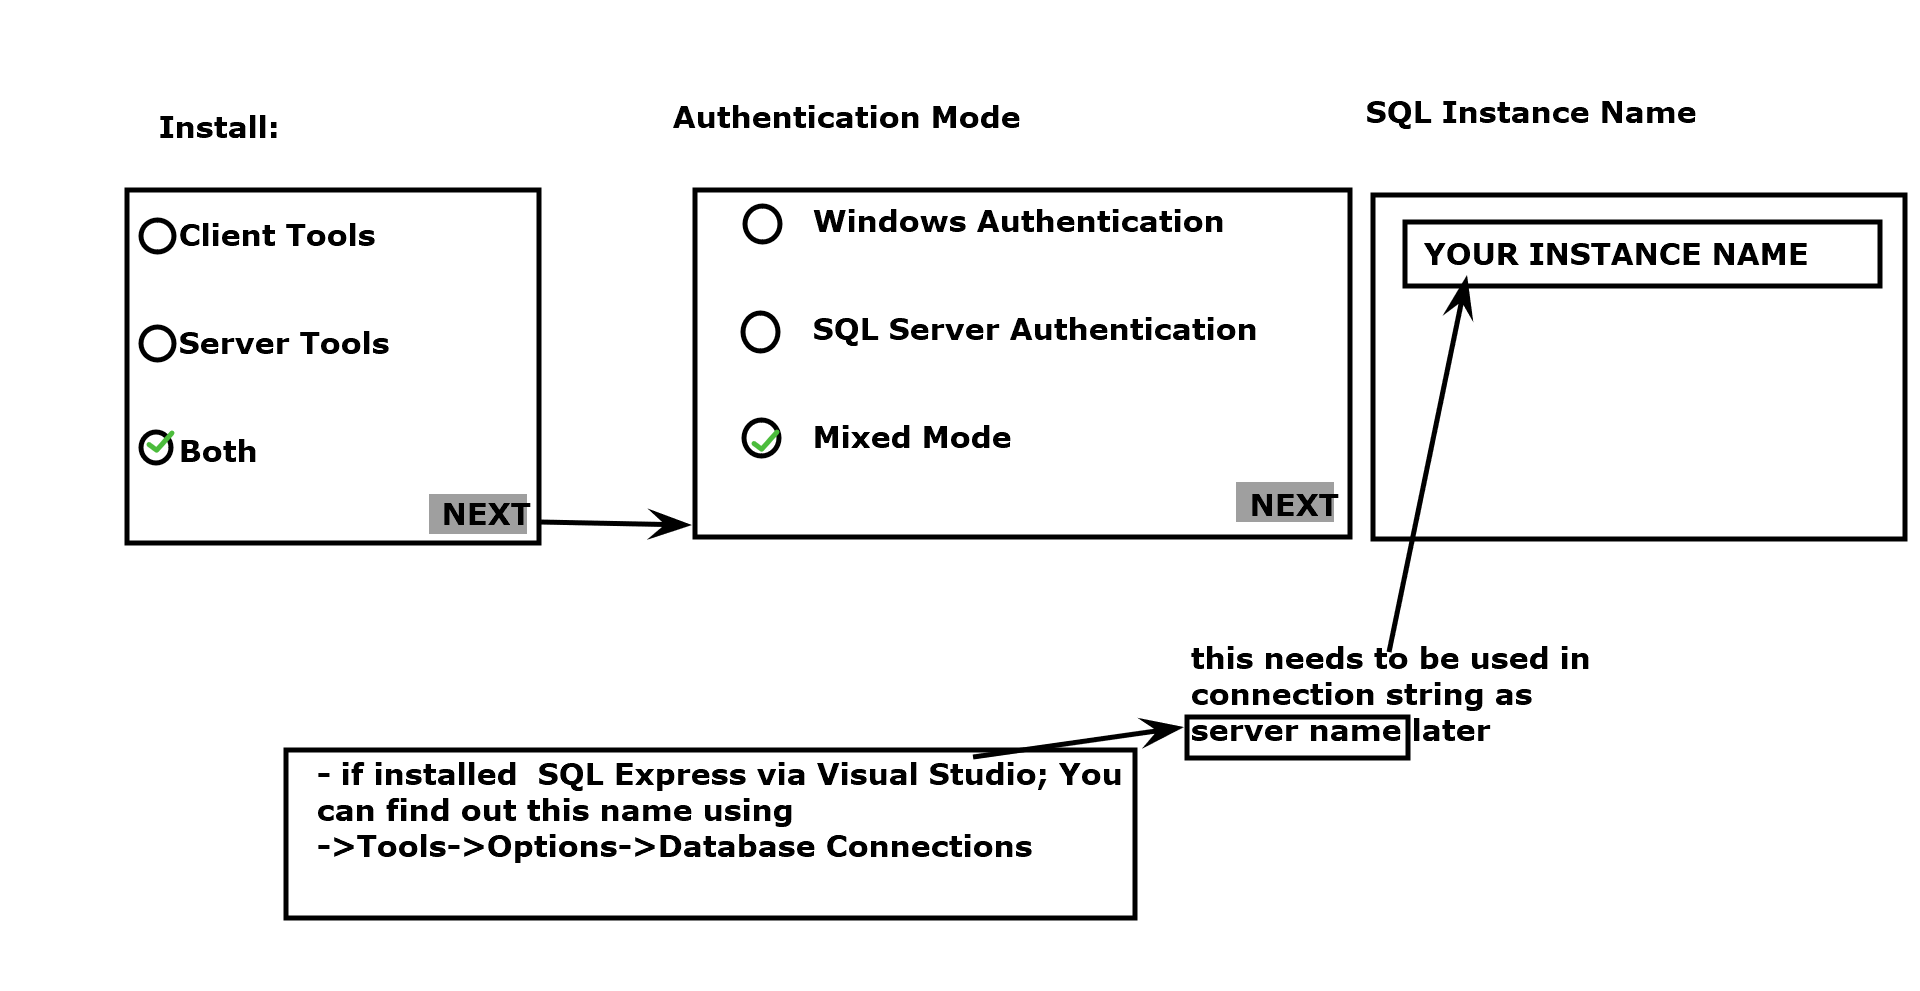 Install:
Authentication Mode
SQL Instance Name
Client Tools
Server Tools
Both
NEXT
Windows Authentication
SQL Server Authentication
Mixed Mode
NEXT
YOUR INSTANCE NAME
this needs to be used in
connection string as
server name later
- if installed  SQL Express via Visual Studio; You
can find out this name using
->Tools->Options->Database Connections